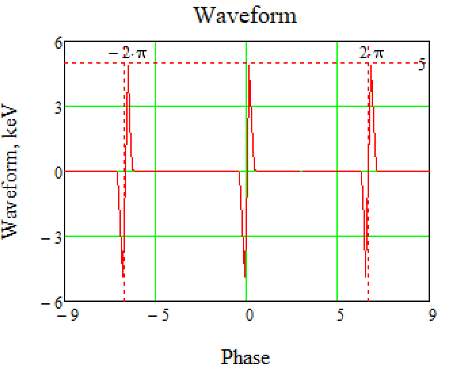 Waveform
6
− 2·π
2·π
5
3
0
− 3
− 6
Waveform, keV
− 9
− 5
0
5
9
Phase